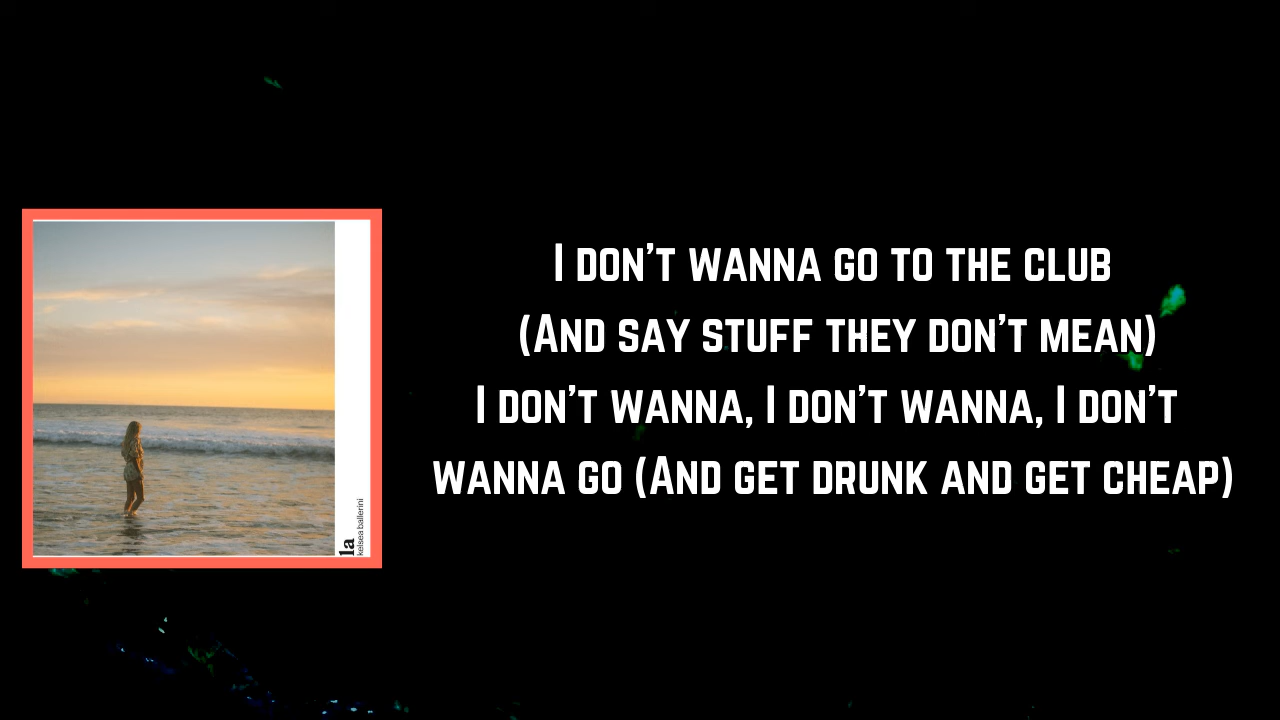 I DON'T WANNA GO TO THE CLUB
(AND SAY STUFF THEY DON'T MEAN)
I DON'T WANNA, I DON'T WANNA, I DON'T
WANNA GO (AND GET DRUNK AND GET CHEAP)
la
kelsea ballerini